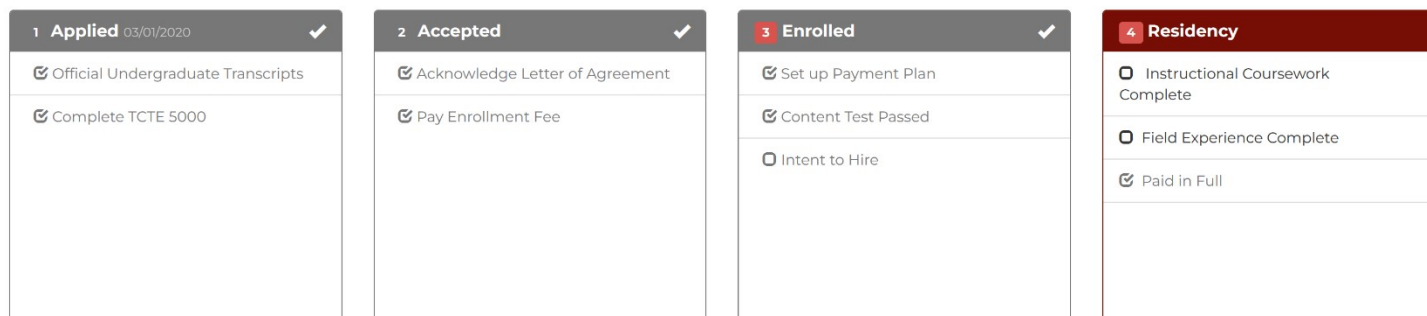 1 Applied 03/01/2020
Official Undergraduate Transcripts
Complete TCTE 5000
2 Accepted
Acknowledge Letter of Agreement
Pay Enrollment Fee
3 Enrolled
Set up Payment Plan
Content Test Passed
Intent to Hire
4 Residency
Instructional Coursework
Complete
Field Experience Complete
Paid in Full